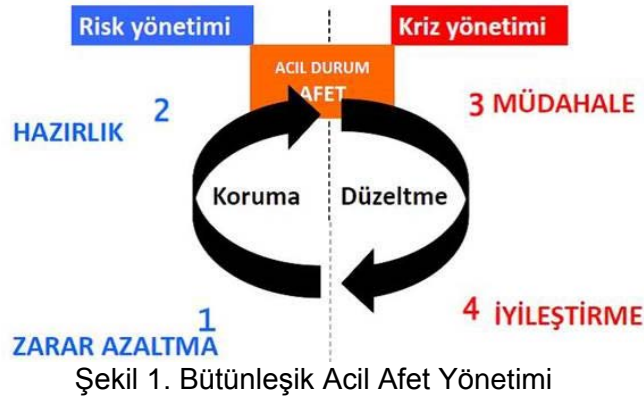 Risk yönetimi
Kriz yönetimi
ACIL DURUM
AFET
2
HAZIRLIK
3 MÜDAHALE
Koruma
Düzeltme
1
ZARAR AZALTMA
4 İYİLEŞTİRME
Şekil 1. Bütünleşik Acil Afet Yönetimi